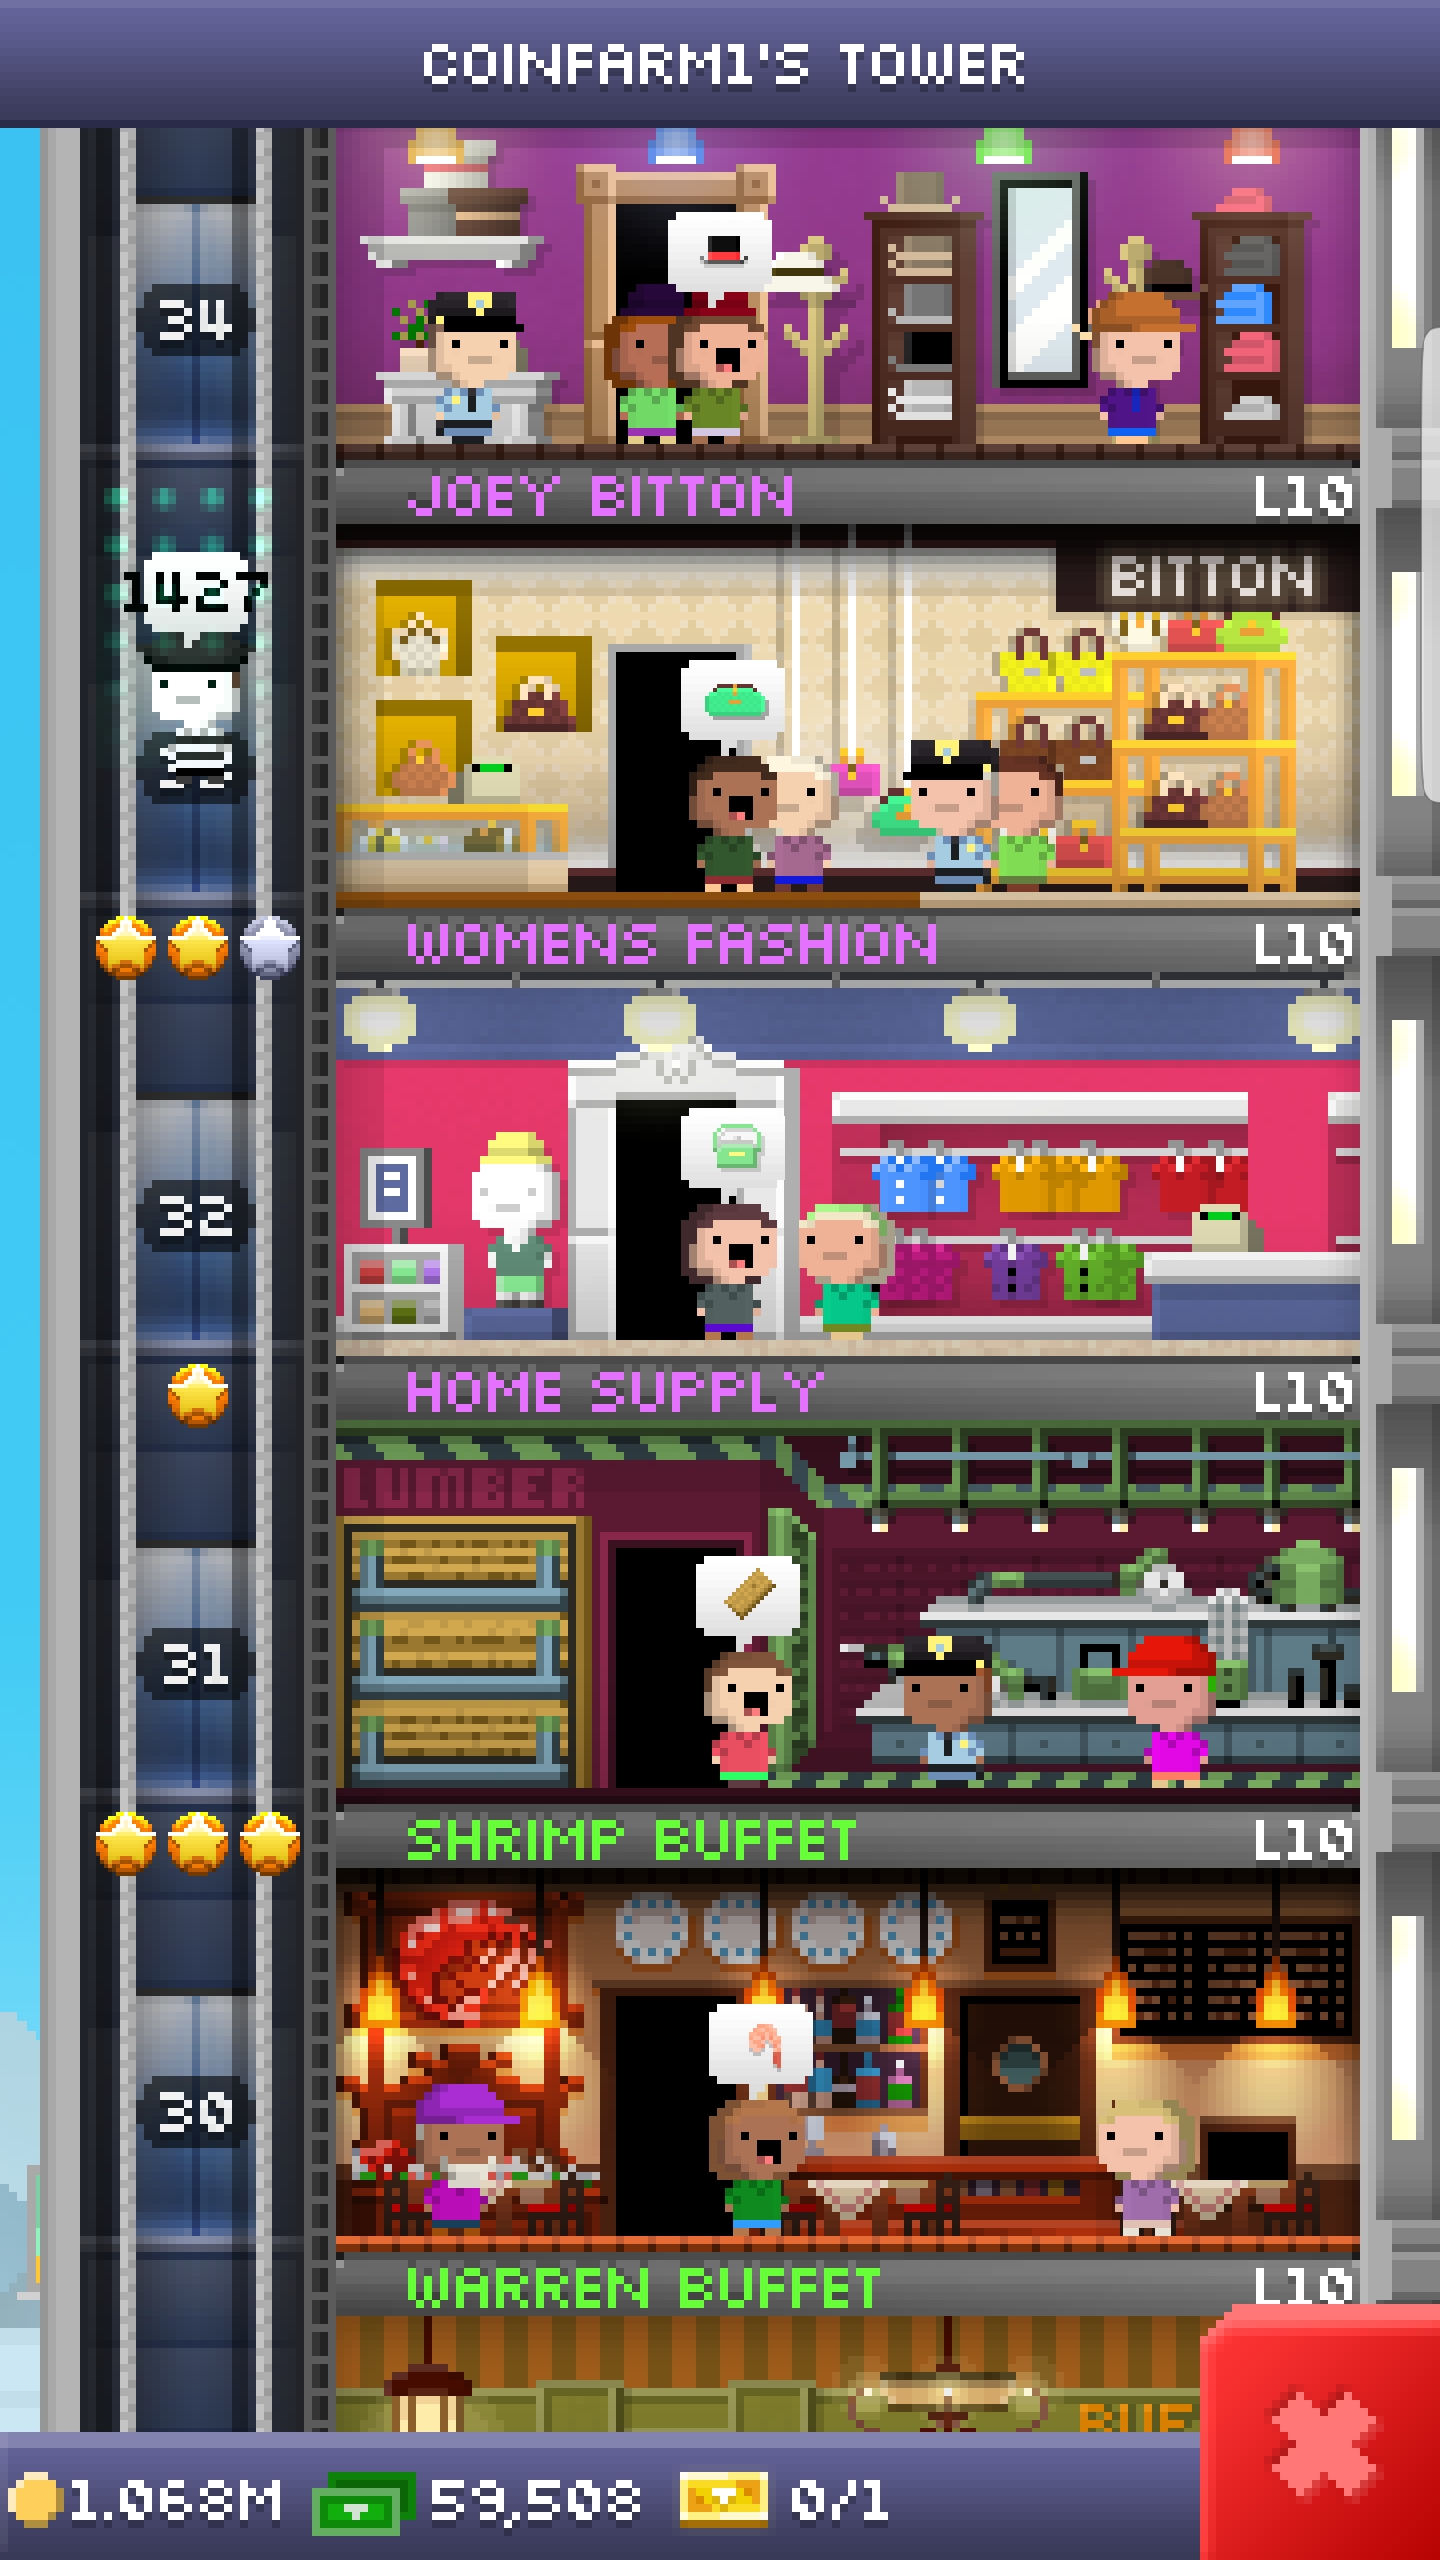 COINFARM1'S TOWER
34
JOEY BITTON L10
BITTON
1427
WOMENS FASHION L10
32
HOME SUPPLY L10
LUMBER
31
SHRIMP BUFFET L10
30
WARREN BUFFET L10
BUF
1.068M 59,508 0/1